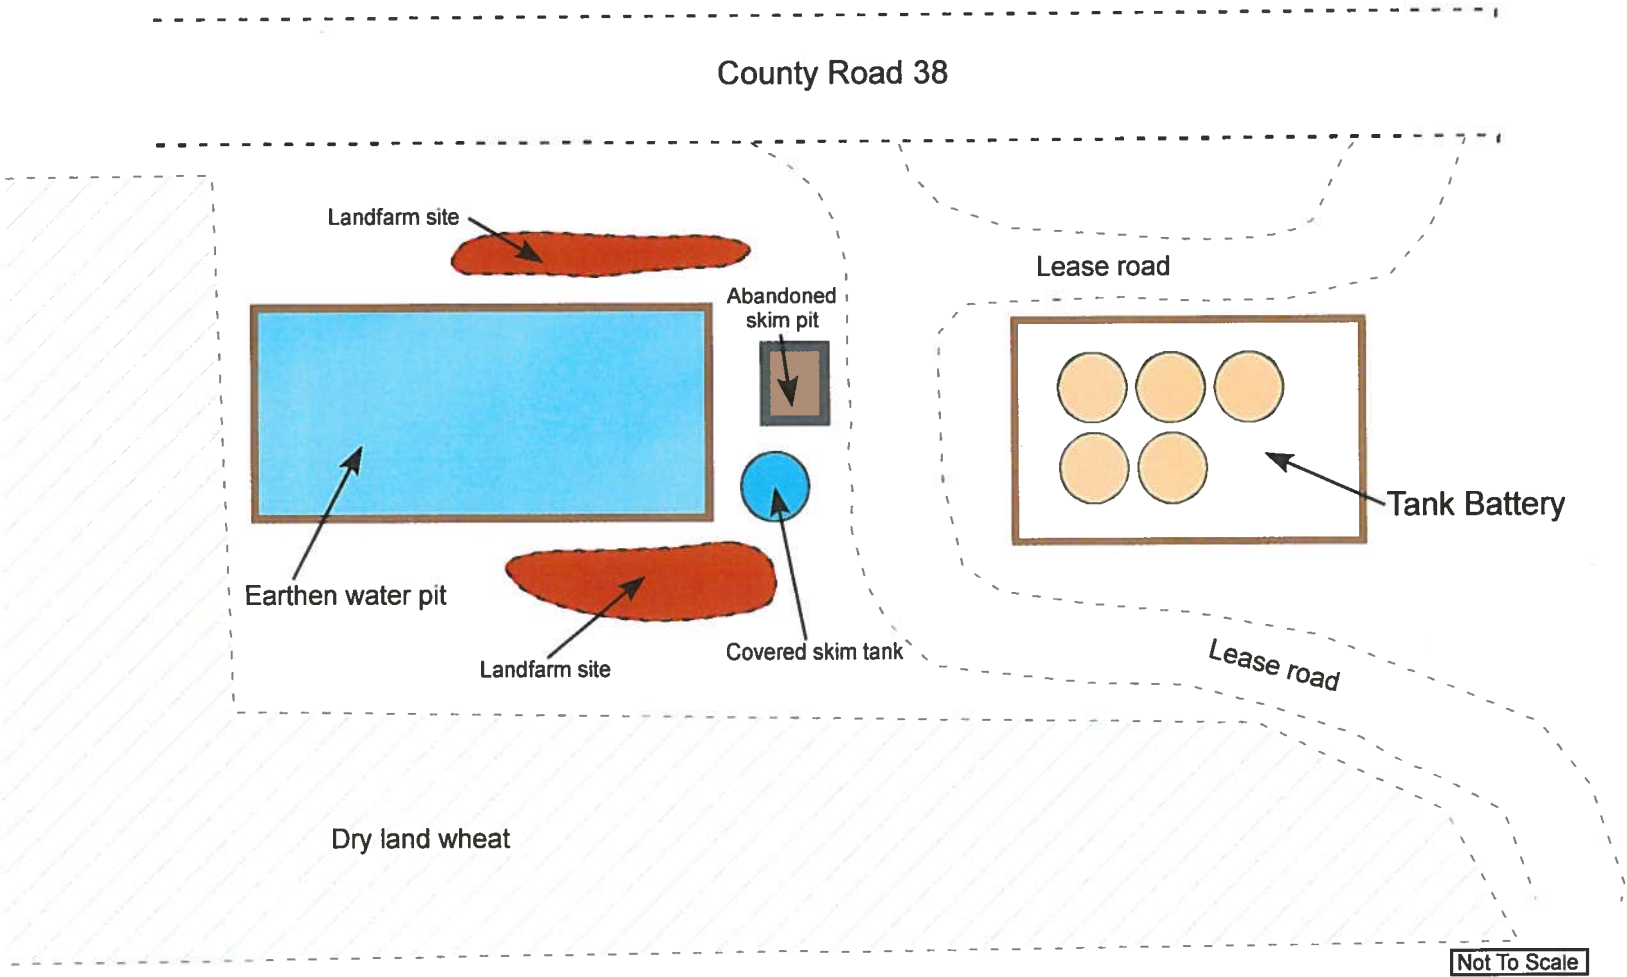 County Road 38
Landfarm site
Lease road
Abandoned
skim pit
Tank Battery
Earthen water pit
Covered skim tank
Landfarm site
Lease road
Dry land wheat
Not To Scale